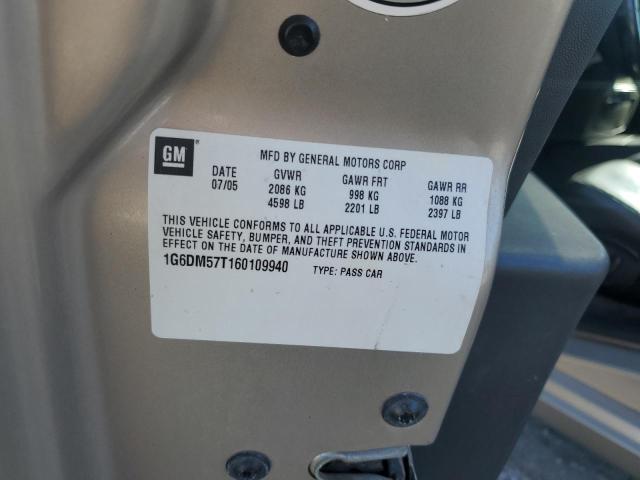 GM®
MFD BY GENERAL MOTORS CORP
DATE GVWR GAWR FRT GAWR RR
07/05 2086 KG 998 KG 1088 KG
4598 LB 2201 LB 2397 LB
THIS VEHICLE CONFORMS TO ALL APPLICABLE U.S. FEDERAL MOTOR
VEHICLE SAFETY, BUMPER, AND THEFT PREVENTION STANDARDS IN
EFFECT ON THE DATE OF MANUFACTURE SHOWN ABOVE.
1G6DM57T160109940 TYPE: PASS CAR